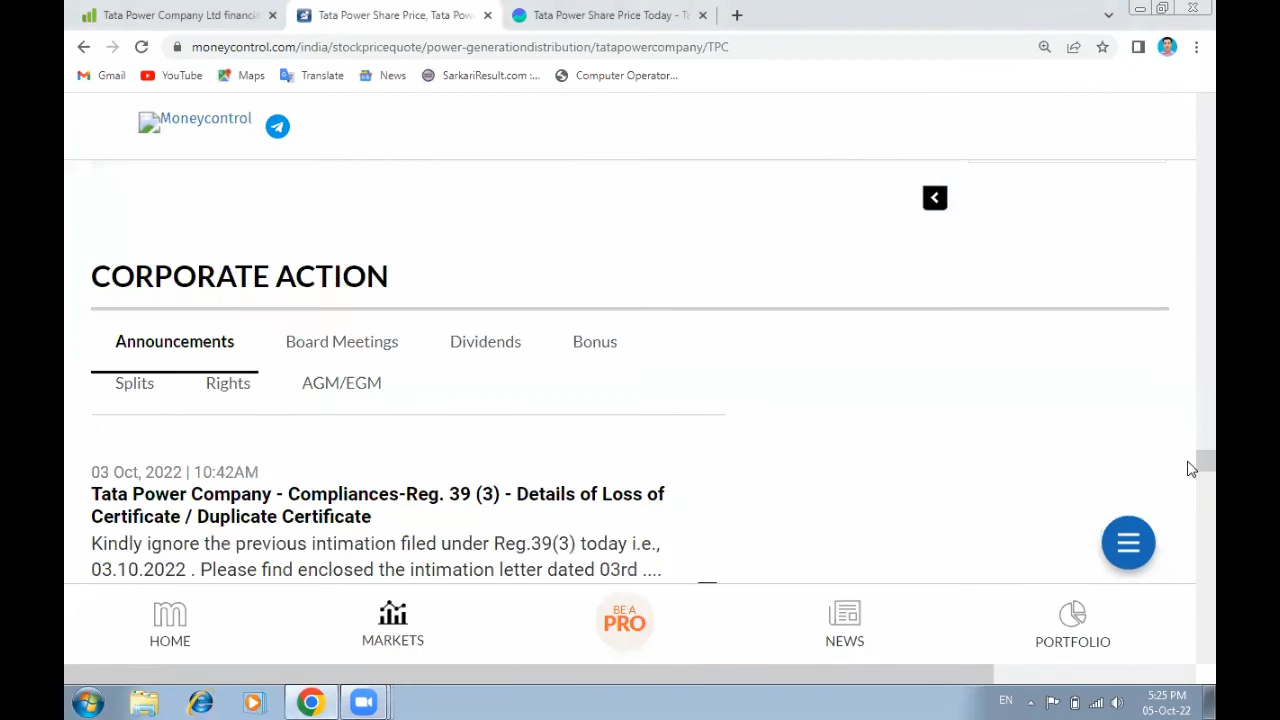 Tata Power Company Ltd financia
Tata Power Share Price, Tata Pow
Tata Power Share Price Today - Ta
moneycontrol.com/india/stockpricequote/power-generationdistribution/tatapowercompany/TPC
Gmail
YouTube
Maps
Translate
News
SarkariResult.com :...
Computer Operator...
Moneycontrol
CORPORATE ACTION
Announcements Board Meetings Dividends Bonus
Splits Rights AGM/EGM
03 Oct, 2022 | 10:42AM
Tata Power Company - Compliances-Reg. 39 (3) - Details of Loss of
Certificate / Duplicate Certificate
Kindly ignore the previous intimation filed under Reg.39(3) today i.e.,
03.10.2022 . Please find enclosed the intimation letter dated 03rd ....
BE A
PRO
HOME MARKETS NEWS PORTFOLIO
EN
5:25 PM
05-Oct-22